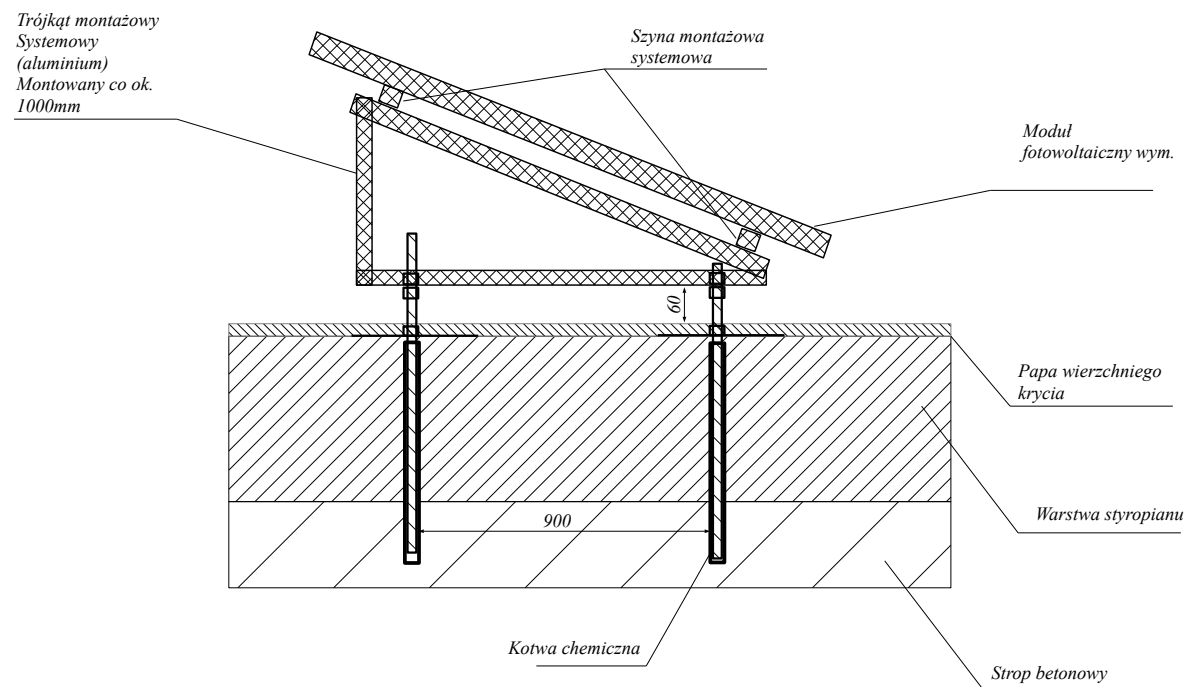 Trójkąt montażowy
Systemowy
(aluminium)
Montowany co ok.
1000mm
Szyna montażowa
systemowa
Moduł
fotowoltaiczny wym.
60
Papa wierzchniego
krycia
Warstwa styropianu
900
Kotwa chemiczna
Strop betonowy